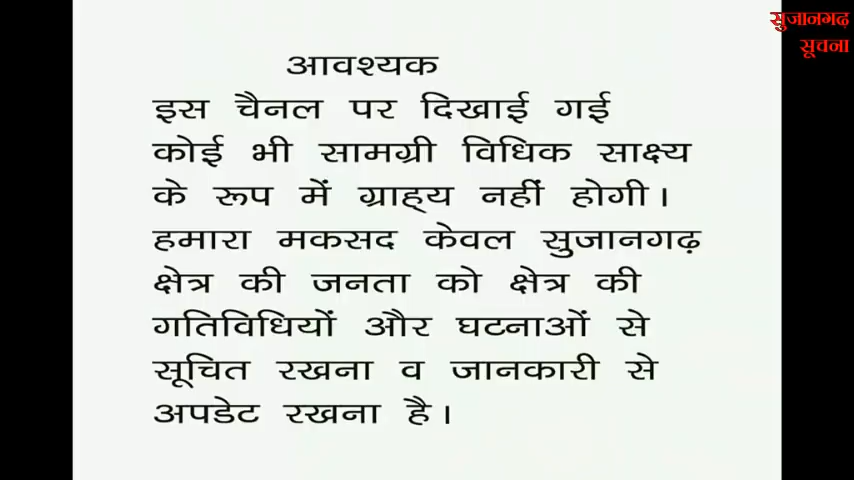 सुजानगढ़
सूचना
आवश्यक
इस चैनल पर दिखाई गई
कोई भी सामग्री विधिक साक्ष्य
के रूप में ग्राह्य नहीं होगी।
हमारा मकसद केवल सुजानगढ़
क्षेत्र की जनता को क्षेत्र की
गतिविधियों और घटनाओं से
सूचित रखना व जानकारी से
अपडेट रखना है।